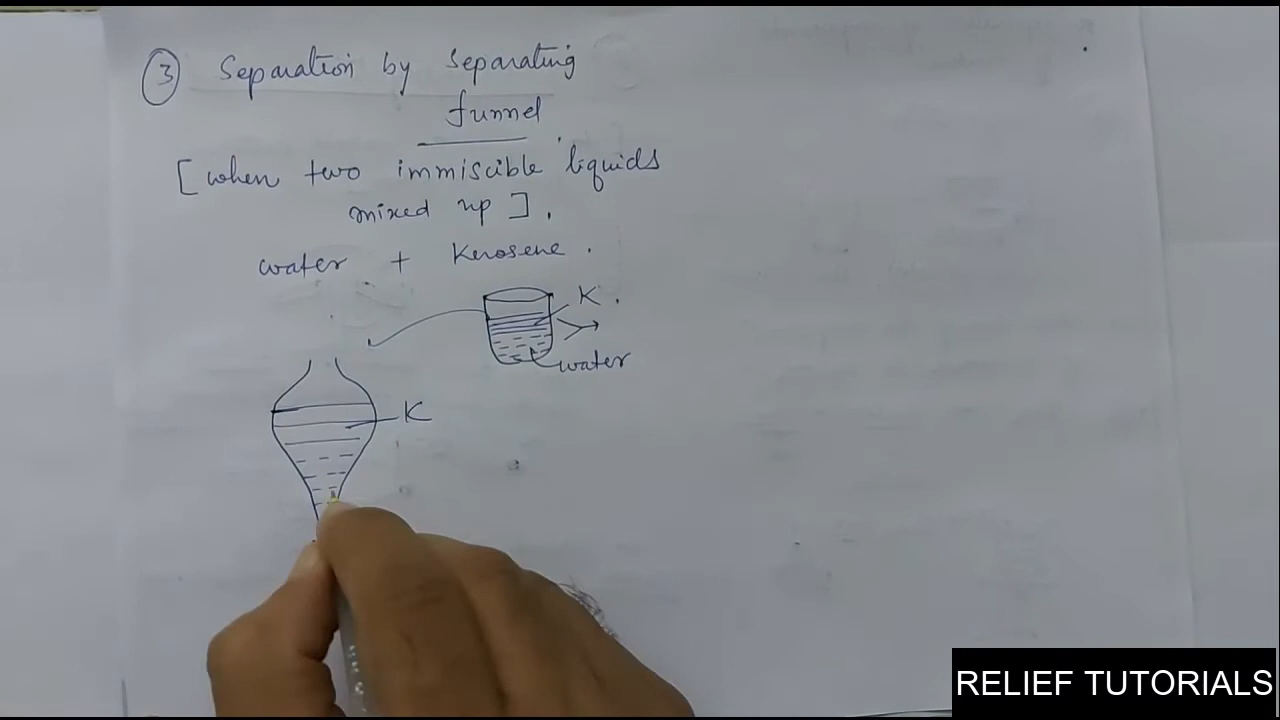 ③ Separation by separating
funnel
[when two immiscible liquids
mixed up].
water + Kerosene.
K.
water
K
RELIEF TUTORIALS